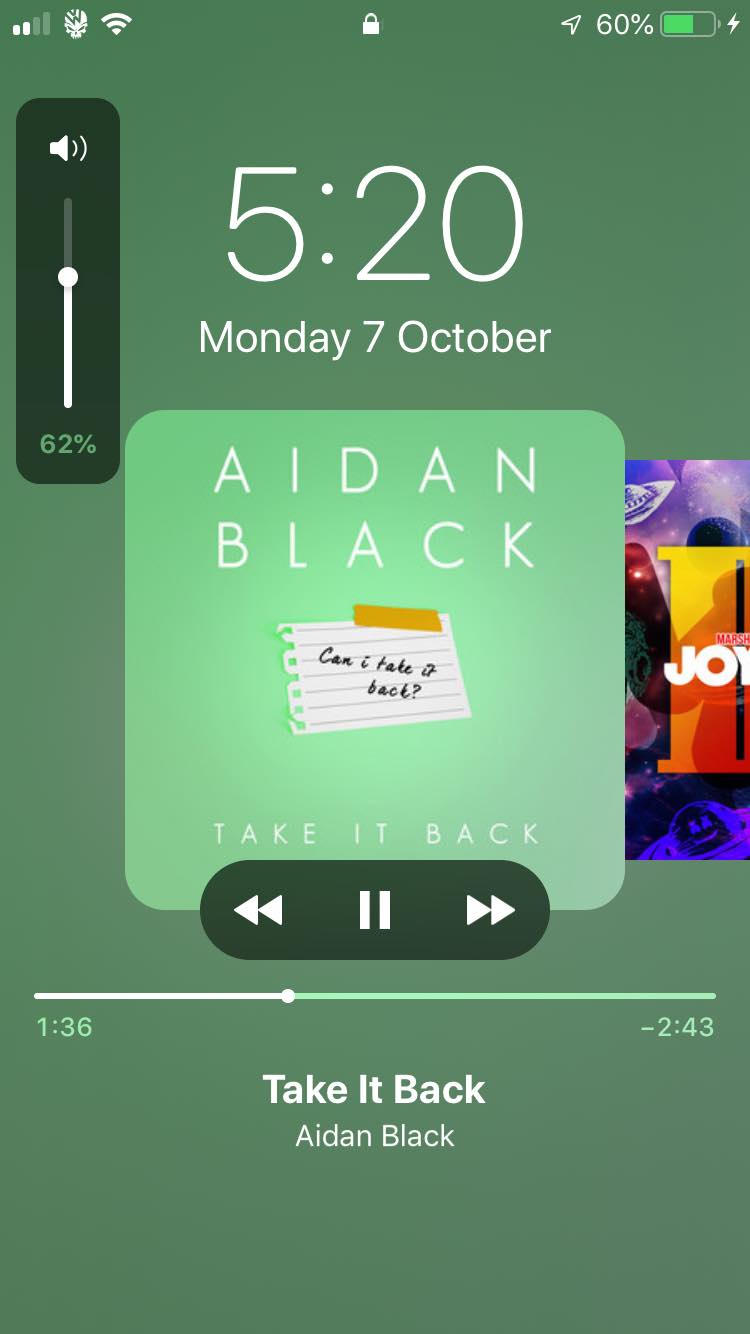 60%
5:20
Monday 7 October
62%
AIDAN
BLACK
Can i take it
back?
TAKE IT BACK
MARSH
JOY
1:36
−2:43
Take It Back
Aidan Black